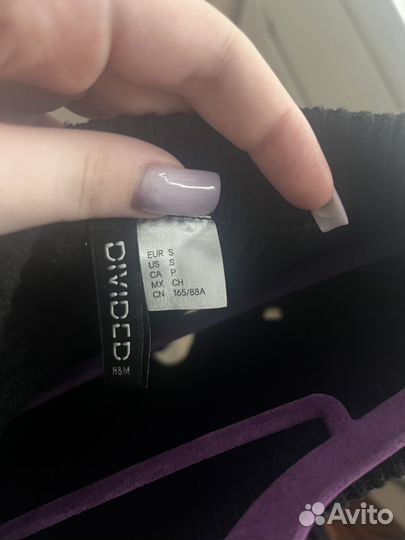 DIVIDED
H&M
EUR S
US S
CA P
MX CH
CN 165/88A
Avito